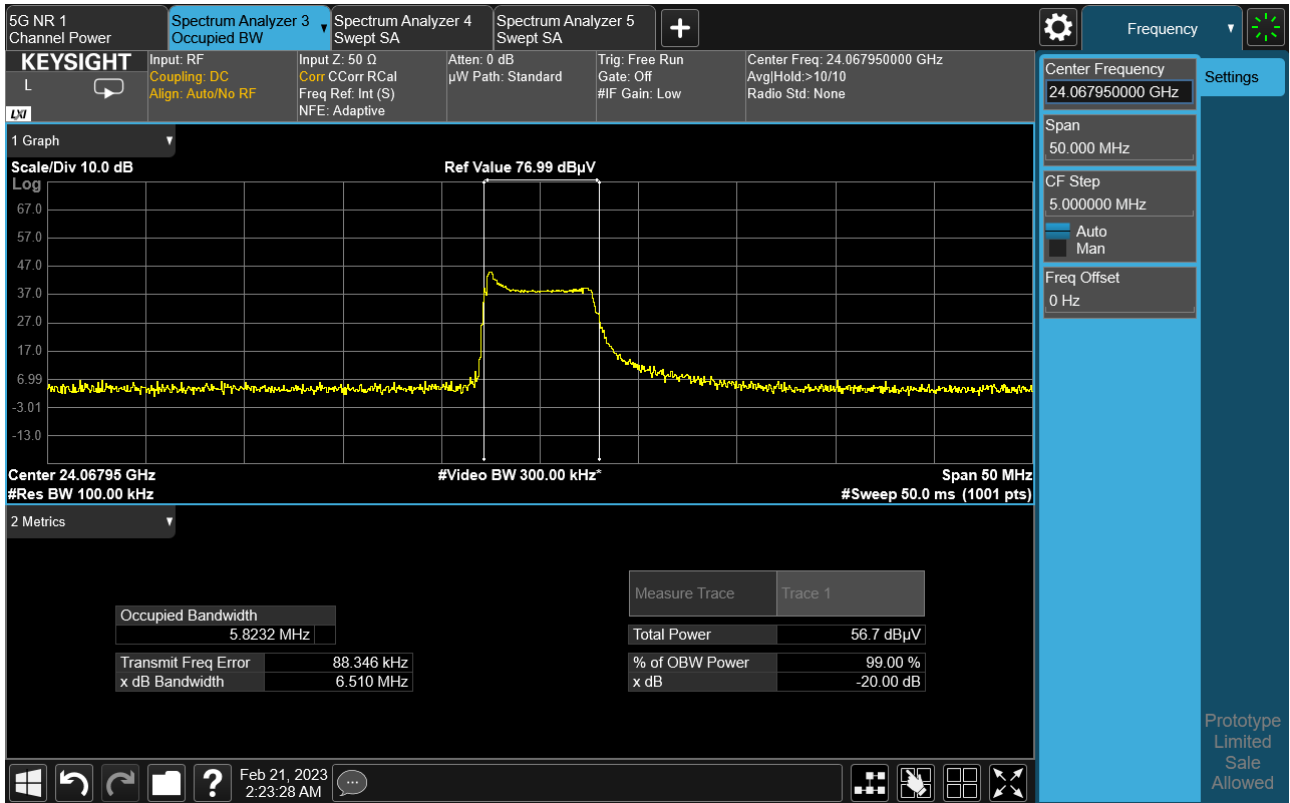 5G NR 1
Channel Power
Spectrum Analyzer 3
Occupied BW
Spectrum Analyzer 4
Swept SA
Spectrum Analyzer 5
Swept SA
Frequency
KEYSIGHT
L
LXI
Input: RF
Coupling: DC
Align: Auto/No RF
Input Z: 50 Ω
Corr CCorr RCal
Freq Ref: Int (S)
NFE: Adaptive
Atten: 0 dB
µW Path: Standard
Trig: Free Run
Gate: Off
#IF Gain: Low
Center Freq: 24.067950000 GHz
Avg|Hold:>10/10
Radio Std: None
Center Frequency
24.067950000 GHz
Settings
Span
50.000 MHz
CF Step
5.000000 MHz
Auto
Man
Freq Offset
0 Hz
1 Graph
Scale/Div 10.0 dB
Ref Value 76.99 dBµV
Log
67.0
57.0
47.0
37.0
27.0
17.0
6.99
-3.01
-13.0
Center 24.06795 GHz
#Video BW 300.00 kHz*
Span 50 MHz
#Res BW 100.00 kHz
#Sweep 50.0 ms (1001 pts)
2 Metrics
Measure Trace
Trace 1
Occupied Bandwidth
5.8232 MHz
Total Power
56.7 dBµV
Transmit Freq Error
88.346 kHz
% of OBW Power
99.00 %
x dB Bandwidth
6.510 MHz
x dB
-20.00 dB
Prototype
Limited
Sale
Allowed
?
Feb 21, 2023
2:23:28 AM